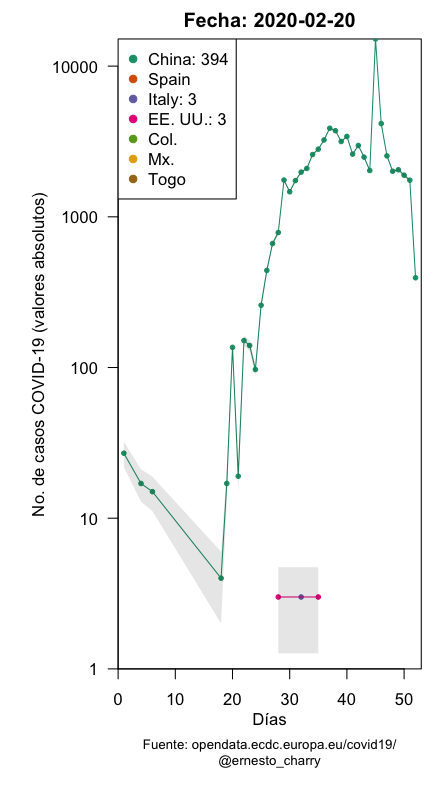 Fecha: 2020-02-20
China: 394
Spain
Italy: 3
EE. UU.: 3
Col.
Mx.
Togo
No. de casos COVID-19 (valores absolutos)
10000
1000
100
10
1
0 10 20 30 40 50
Días
Fuente: opendata.ecdc.europa.eu/covid19/
@ernesto_charry